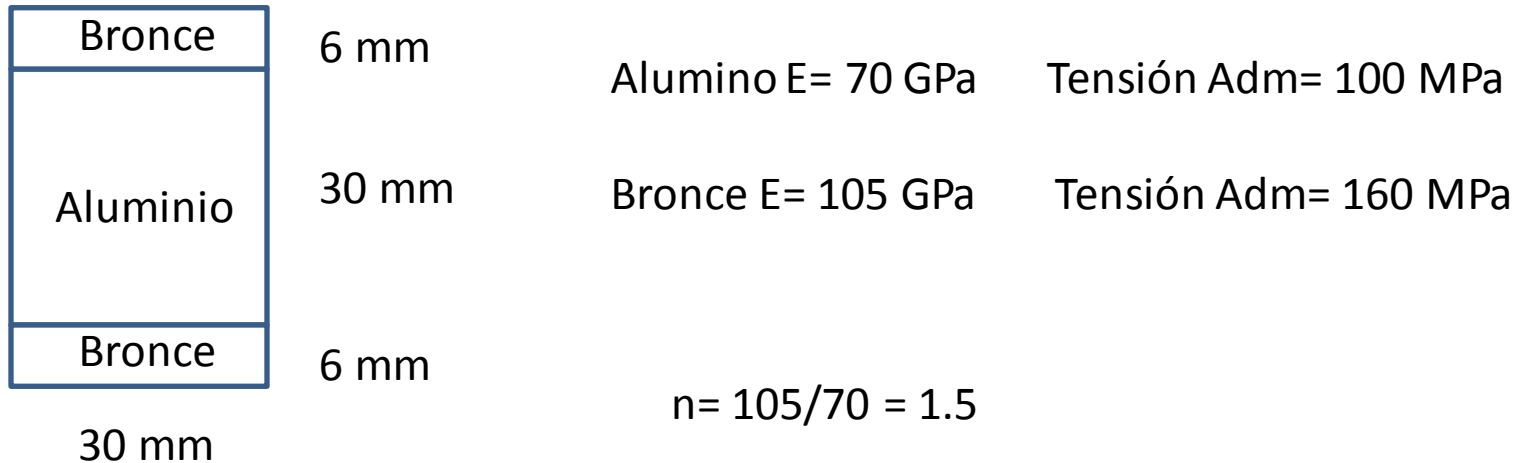 Bronce
6 mm
Alumino E= 70 GPa
Tensión Adm= 100 MPa
Aluminio
30 mm
Bronce E= 105 GPa
Tensión Adm= 160 MPa
Bronce
6 mm
n= 105/70 = 1.5
30 mm